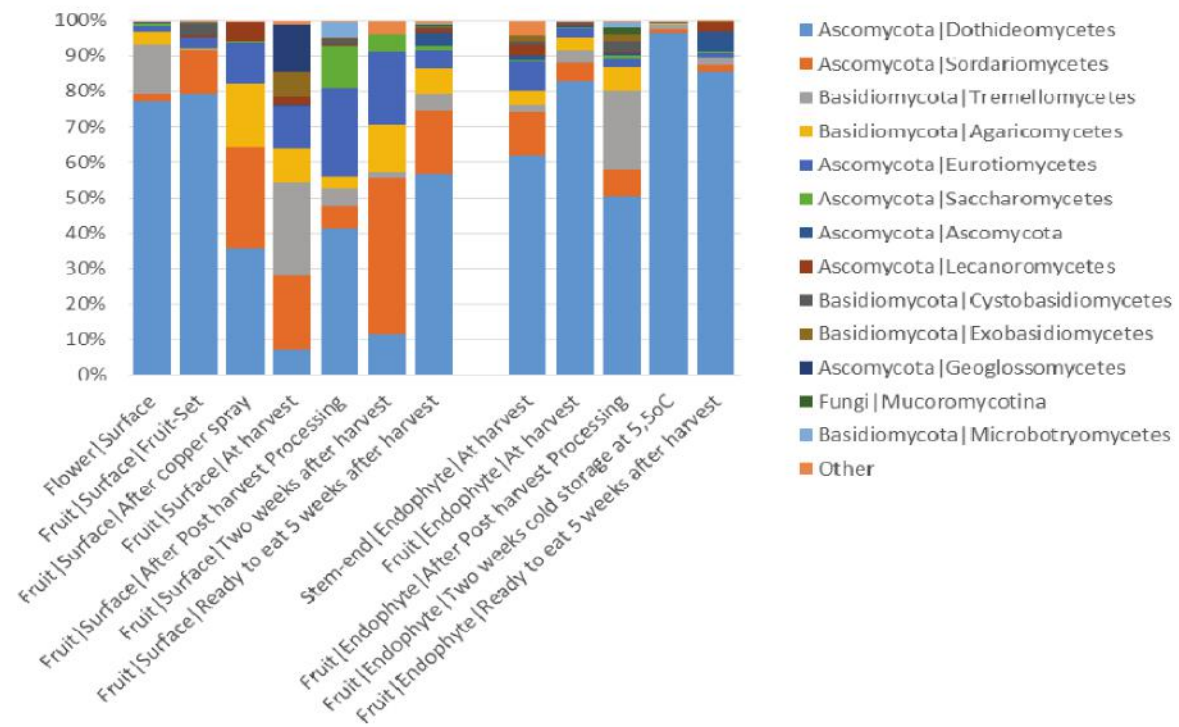 100%
90%
80%
70%
60%
50%
40%
30%
20%
10%
0%
Flower|Surface
Fruit|Surface|Fruit-Set
Fruit|Surface|After copper spray
Fruit|Surface|At harvest
Fruit|Surface|After Post harvest Processing
Fruit|Surface|Two weeks after harvest
Fruit|Surface|Ready to eat 5 weeks after harvest
Stem-end|Endophyte|At harvest
Fruit|Endophyte|At harvest
Fruit|Endophyte|After Post harvest Processing
Fruit|Endophyte|Two weeks cold storage at 5,5oC
Fruit|Endophyte|Ready to eat 5 weeks after harvest
Ascomycota|Dothideomycetes
Ascomycota|Sordariomycetes
Basidiomycota|Tremellomycetes
Basidiomycota|Agaricomycetes
Ascomycota|Eurotiomycetes
Ascomycota|Saccharomycetes
Ascomycota|Ascomycota
Ascomycota|Lecanoromycetes
Basidiomycota|Cystobasidiomycetes
Basidiomycota|Exobasidiomycetes
Ascomycota|Geoglossomycetes
Fungi|Mucoromycotina
Basidiomycota|Microbotryomycetes
Other